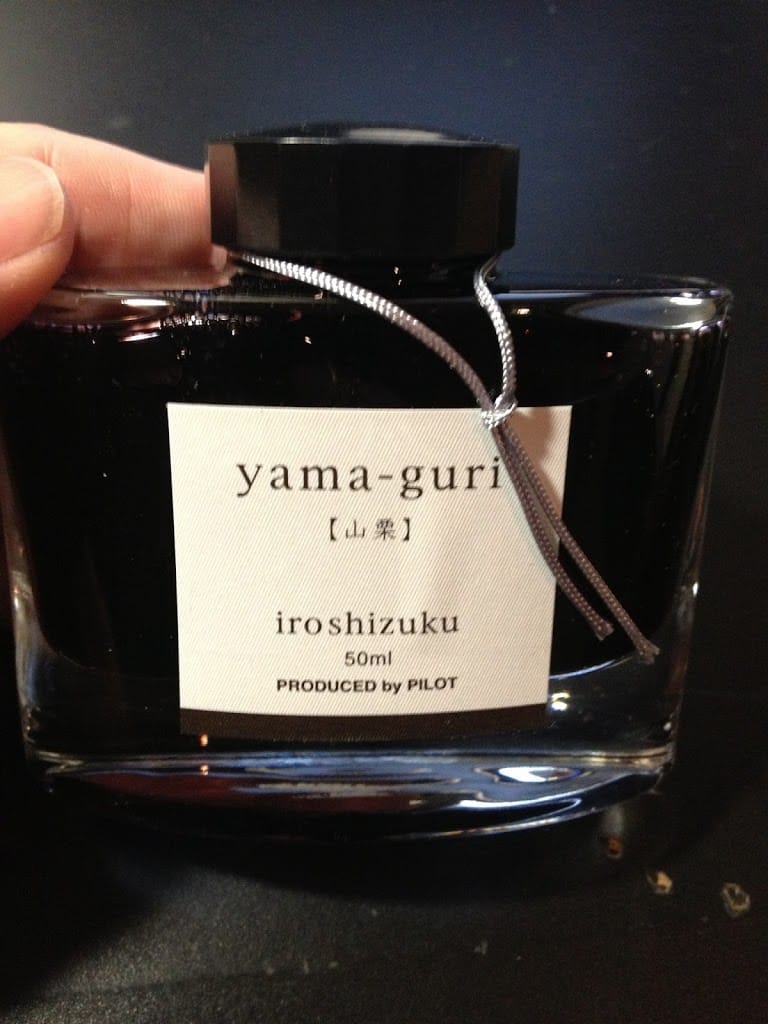 yama-guri
【山栗】
iroshizuku
50ml
PRODUCED by PILOT